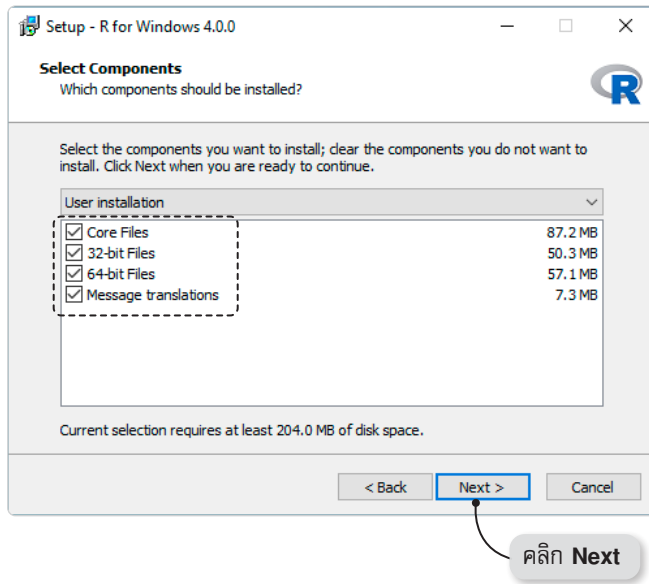 Setup - R for Windows 4.0.0
Select Components
Which components should be installed?
R
Select the components you want to install; clear the components you do not want to
install. Click Next when you are ready to continue.
User installation
Core Files 87.2 MB
32-bit Files 50.3 MB
64-bit Files 57.1 MB
Message translations 7.3 MB
Current selection requires at least 204.0 MB of disk space.
< Back Next > Cancel
คลิก Next